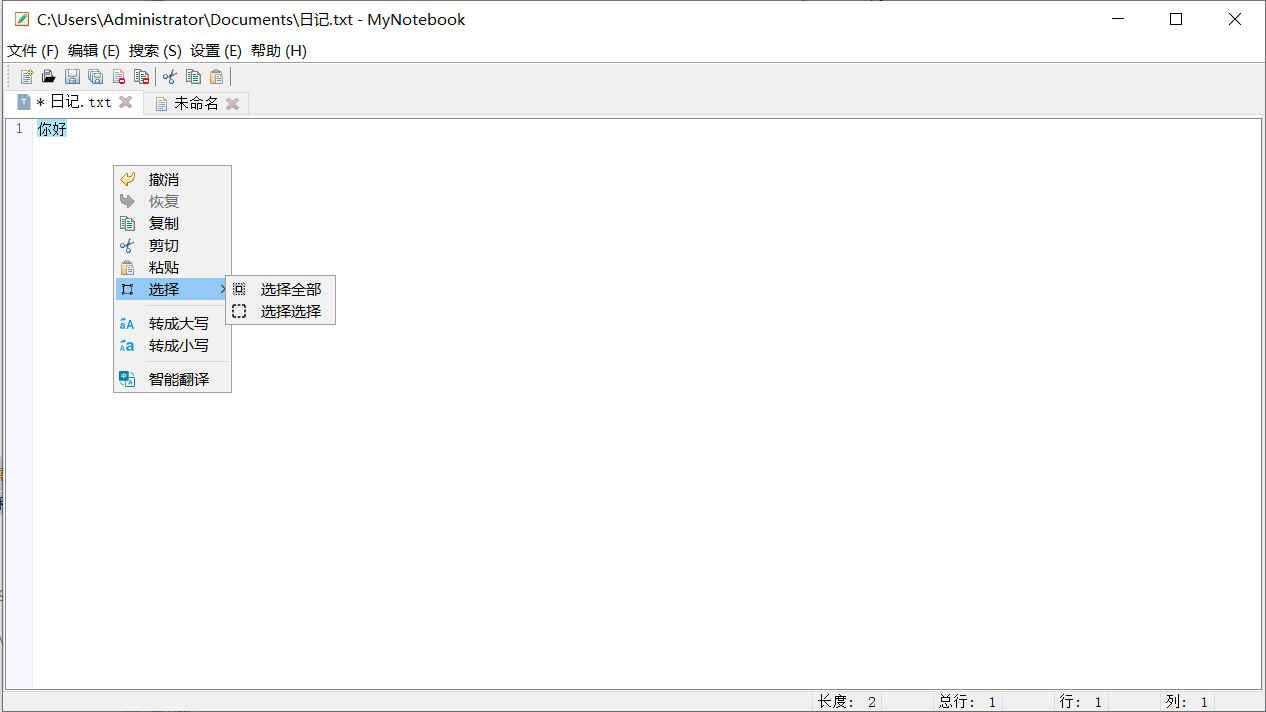 C:\Users\Administrator\Documents\日记.txt - MyNotebook
文件 (F) 编辑 (E) 搜索 (S) 设置 (E) 帮助 (H)
* 日记.txt 未命名
1 你好
撤消
恢复
复制
剪切
粘贴
选择
选择全部
选择选择
转成大写
转成小写
智能翻译
长度: 2 总行: 1 行: 1 列: 1